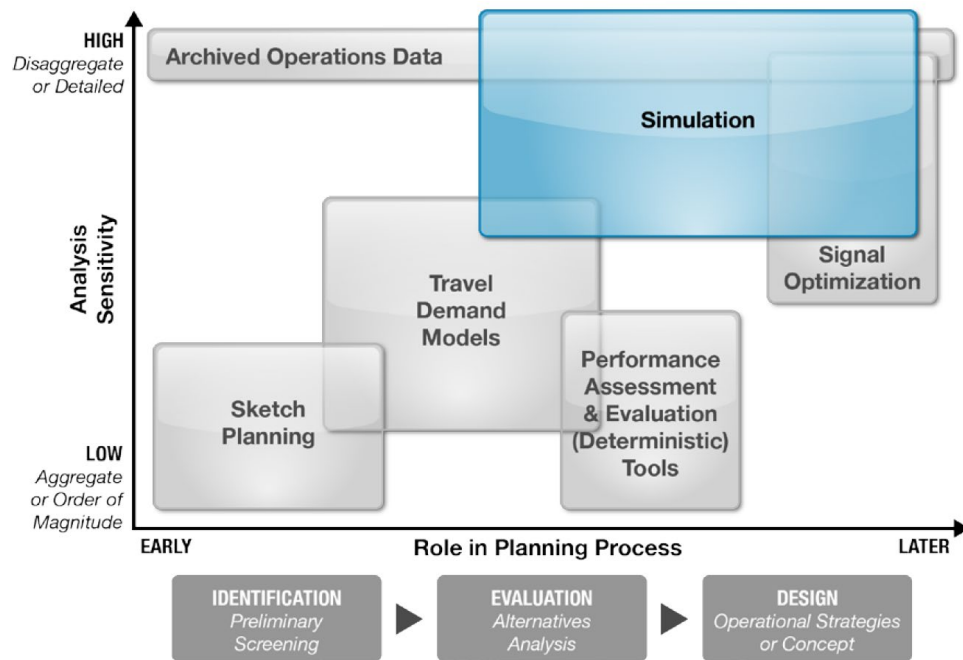 HIGH
Disaggregate
or Detailed
Archived Operations Data
Simulation
Analysis
Sensitivity
Signal
Optimization
Travel
Demand
Models
Performance
Assessment
& Evaluation
(Deterministic)
Tools
Sketch
Planning
LOW
Aggregate
or Order of
Magnitude
EARLY
Role in Planning Process
LATER
IDENTIFICATION
Preliminary
Screening
EVALUATION
Alternatives
Analysis
DESIGN
Operational Strategies
or Concept